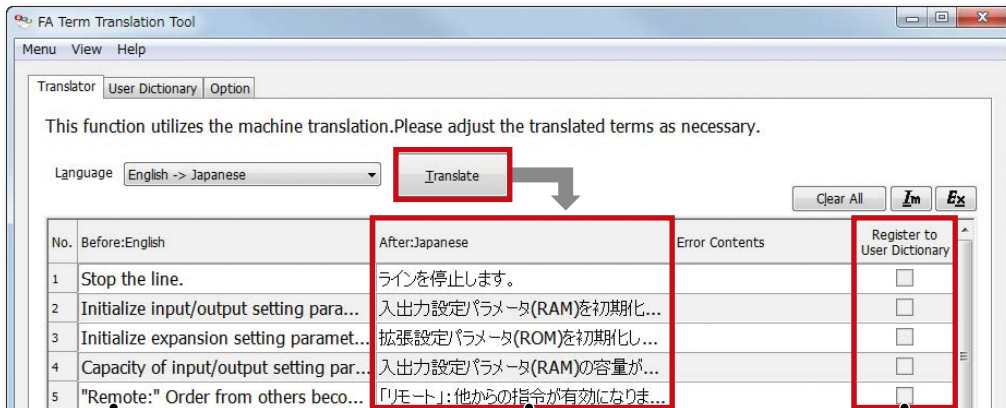 FA Term Translation Tool
Menu View Help
Translator User Dictionary Option
This function utilizes the machine translation.Please adjust the translated terms as necessary.
Language English -> Japanese Translate
Clear All Im Ex
No. Before:English After:Japanese Error Contents Register to
User Dictionary
1 Stop the line. ラインを停止します。
2 Initialize input/output setting para... 入出力設定パラメータ(RAM)を初期化...
3 Initialize expansion setting paramet... 拡張設定パラメータ(ROM)を初期化し...
4 Capacity of input/output setting par... 入出力設定パラメータ(RAM)の容量が...
5 "Remote:" Order from others beco... 「リモート」:他からの指令が有効になりま...